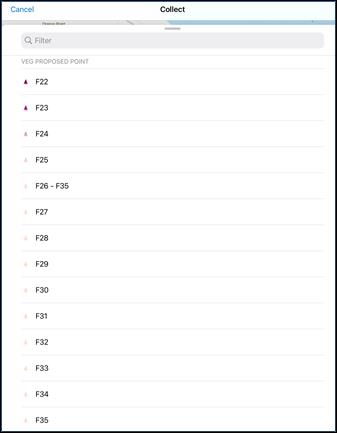 Cancel
Collect
Filter
VEG PROPOSED POINT
F22
F23
F24
F25
F26 - F35
F27
F28
F29
F30
F31
F32
F33
F34
F35